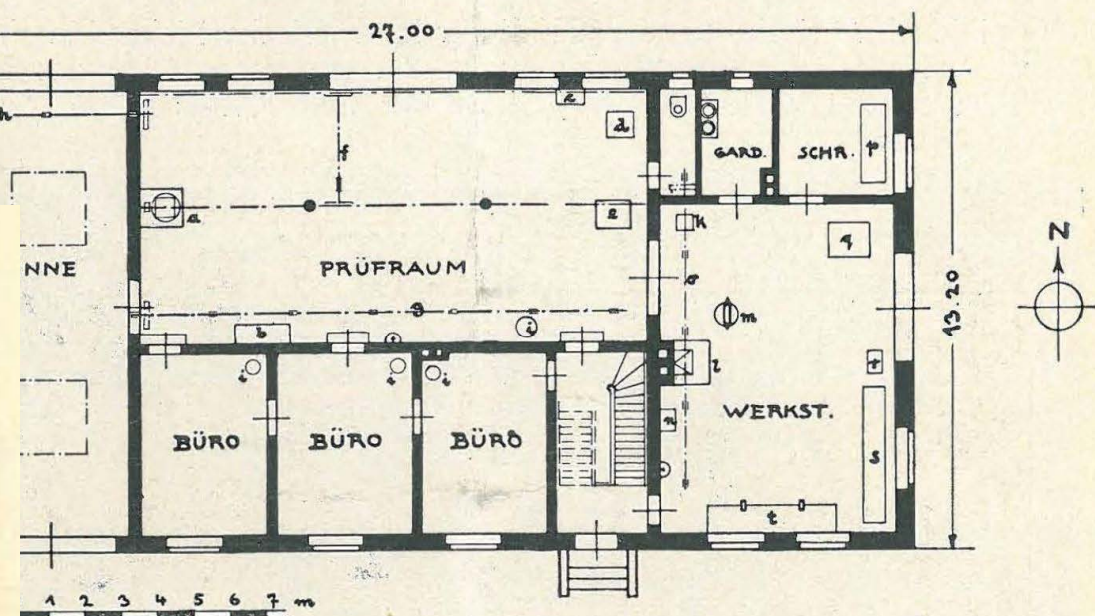 27.00
GARD.
SCHR.
p
d
f
a
k
q
N
NNE
PRÜFRAUM
13.20
g
m
b
i
l
i
i
i
n
BÜRO
BÜRO
BÜRO
WERKST.
s
t
1 2 3 4 5 6 7 m